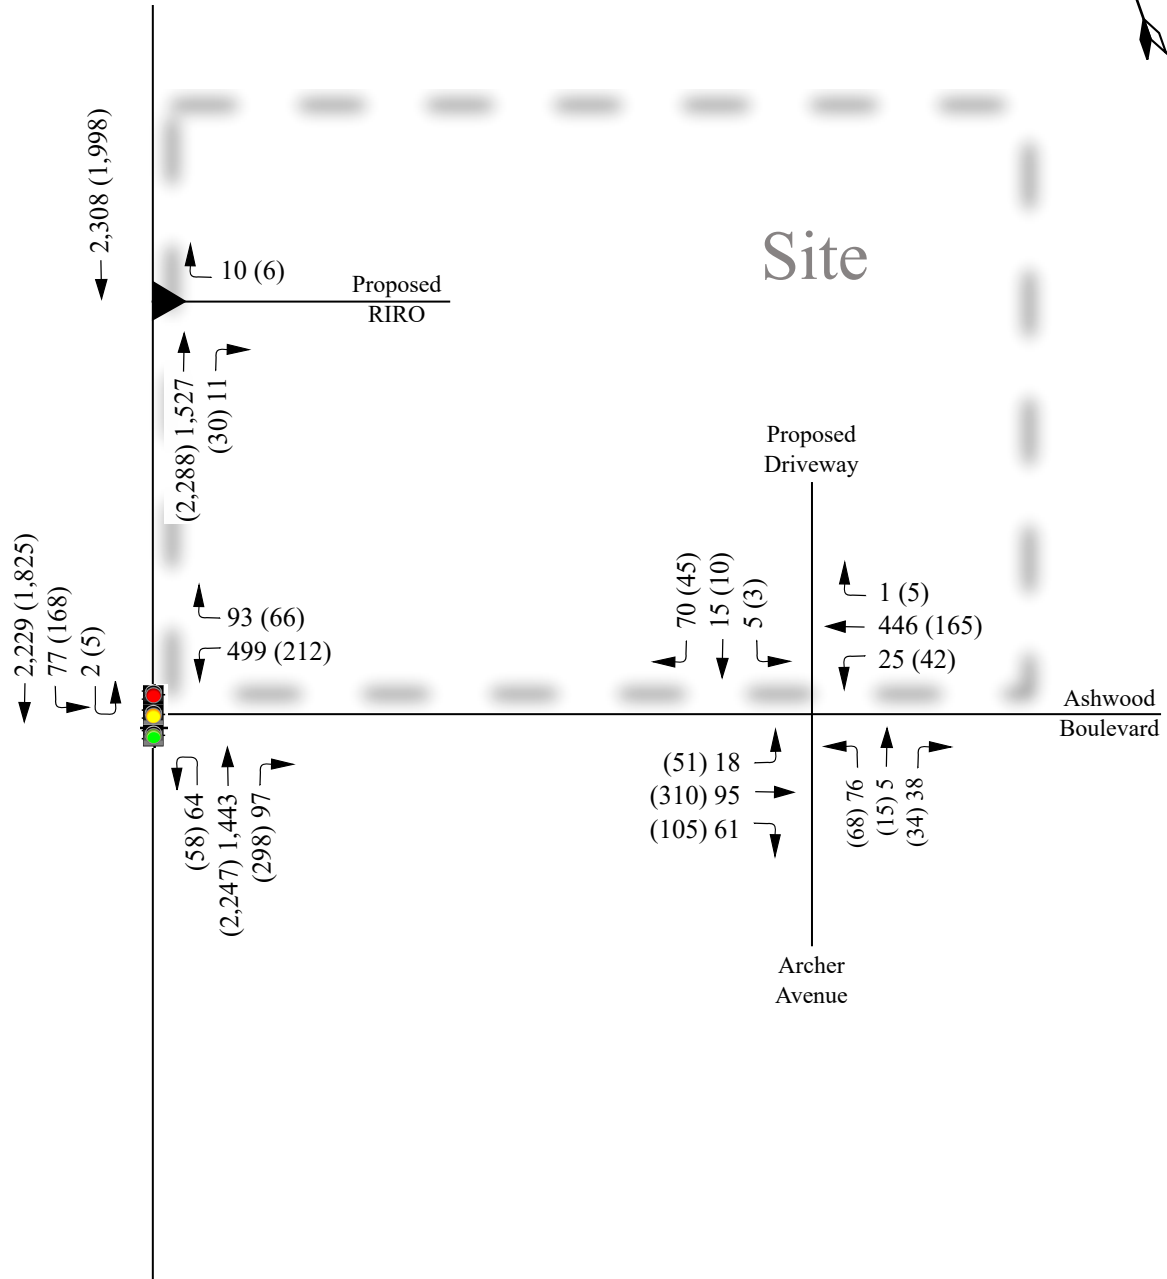 2,308 (1,998)
Site
10 (6)
Proposed
RIRO
(2,288) 1,527
(30) 11
Proposed
Driveway
2,229 (1,825)
77 (168)
2 (5)
93 (66)
499 (212)
70 (45)
15 (10)
5 (3)
1 (5)
446 (165)
25 (42)
Ashwood
Boulevard
(58) 64
(2,247) 1,443
(298) 97
(51) 18
(310) 95
(105) 61
(68) 76
(15) 5
(34) 38
Archer
Avenue